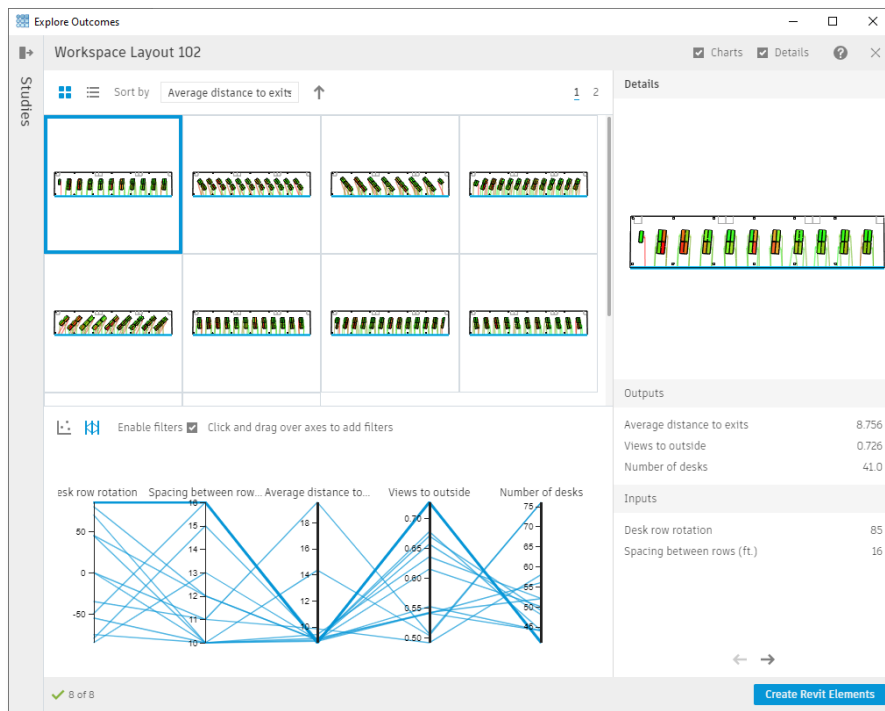 Explore Outcomes
Workspace Layout 102
Charts
Details
Studies
Sort by
Average distance to exits
1 2
Details
Outputs
Average distance to exits 8.756
Views to outside 0.726
Number of desks 41.0
Inputs
Desk row rotation 85
Spacing between rows (ft.) 16
Enable filters
Click and drag over axes to add filters
esk row rotation
Spacing between row...
Average distance to...
Views to outside
Number of desks
50
0
-50
16
15
14
13
12
11
10
18
16
14
12
10
0.70
0.65
0.60
0.55
0.50
75
70
65
60
55
50
45
8 of 8
Create Revit Elements